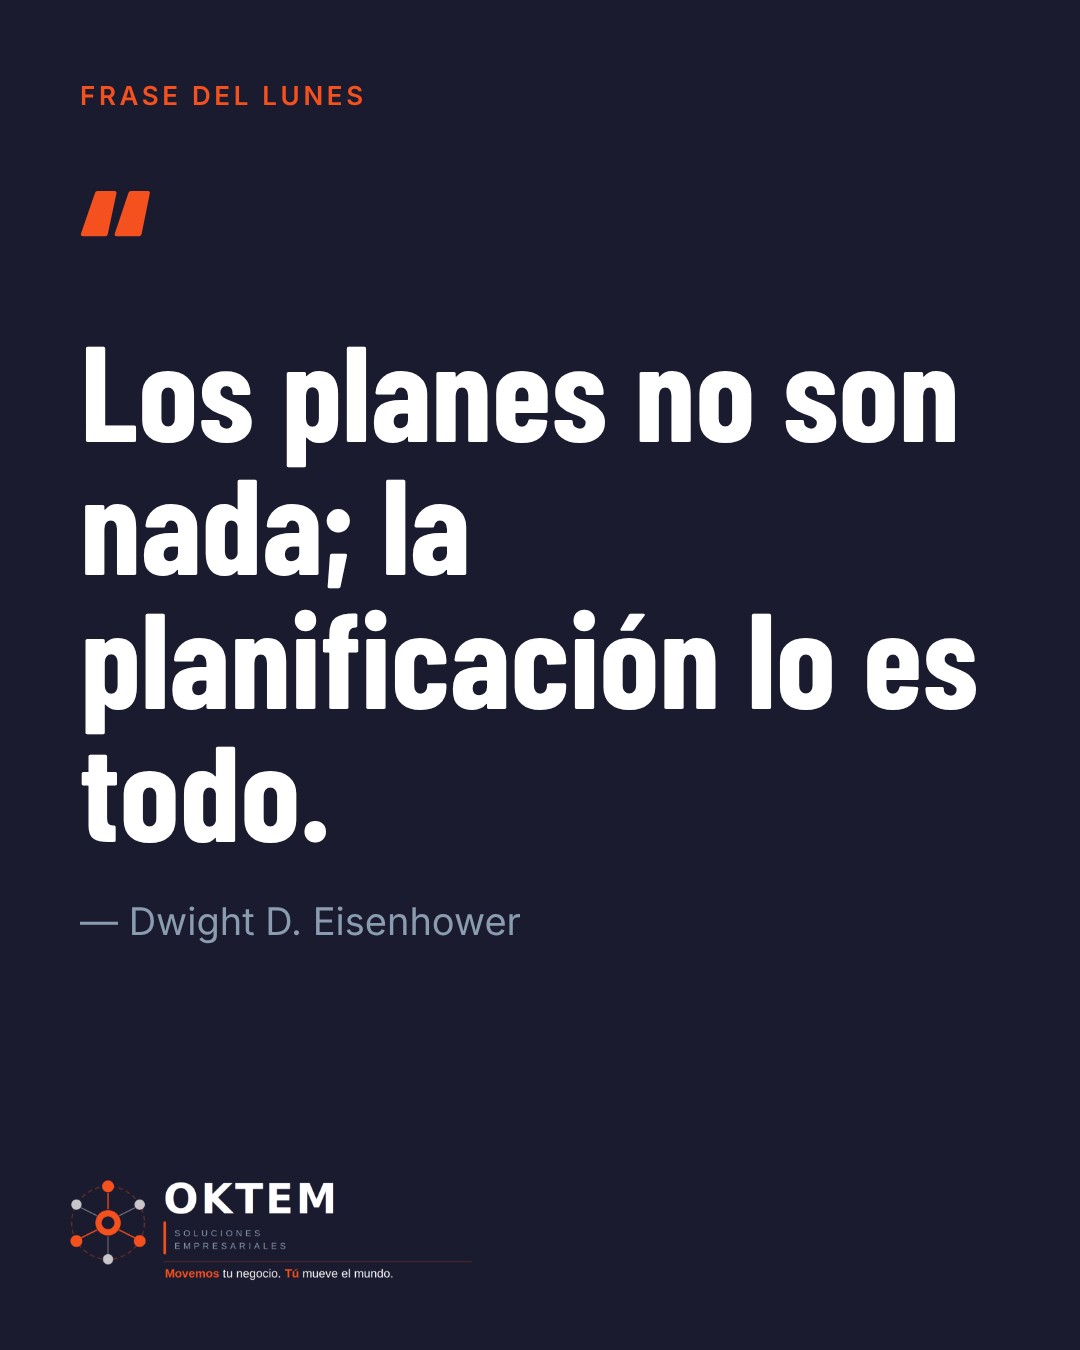 FRASE DEL LUNES
"
Los planes no son
nada; la
planificación lo es
todo.
— Dwight D. Eisenhower
OKTEM
SOLUCIONES
EMPRESARIALES
Movemos tu negocio. Tú mueve el mundo.